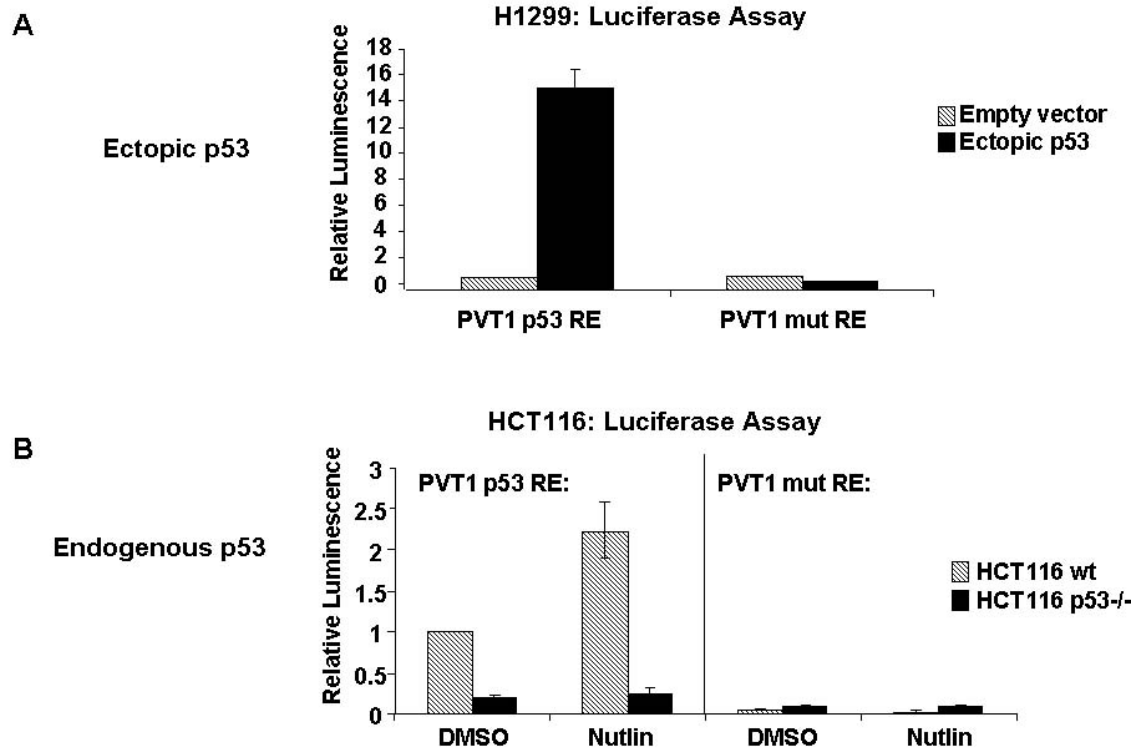 A
H1299: Luciferase Assay
Ectopic p53
Relative Luminescence
18
16
14
12
10
8
6
4
2
0
Empty vector
Ectopic p53
PVT1 p53 RE
PVT1 mut RE
B
HCT116: Luciferase Assay
Endogenous p53
Relative Luminescence
3
2.5
2
1.5
1
0.5
0
PVT1 p53 RE:
PVT1 mut RE:
HCT116 wt
HCT116 p53-/-
DMSO
Nutlin
DMSO
Nutlin